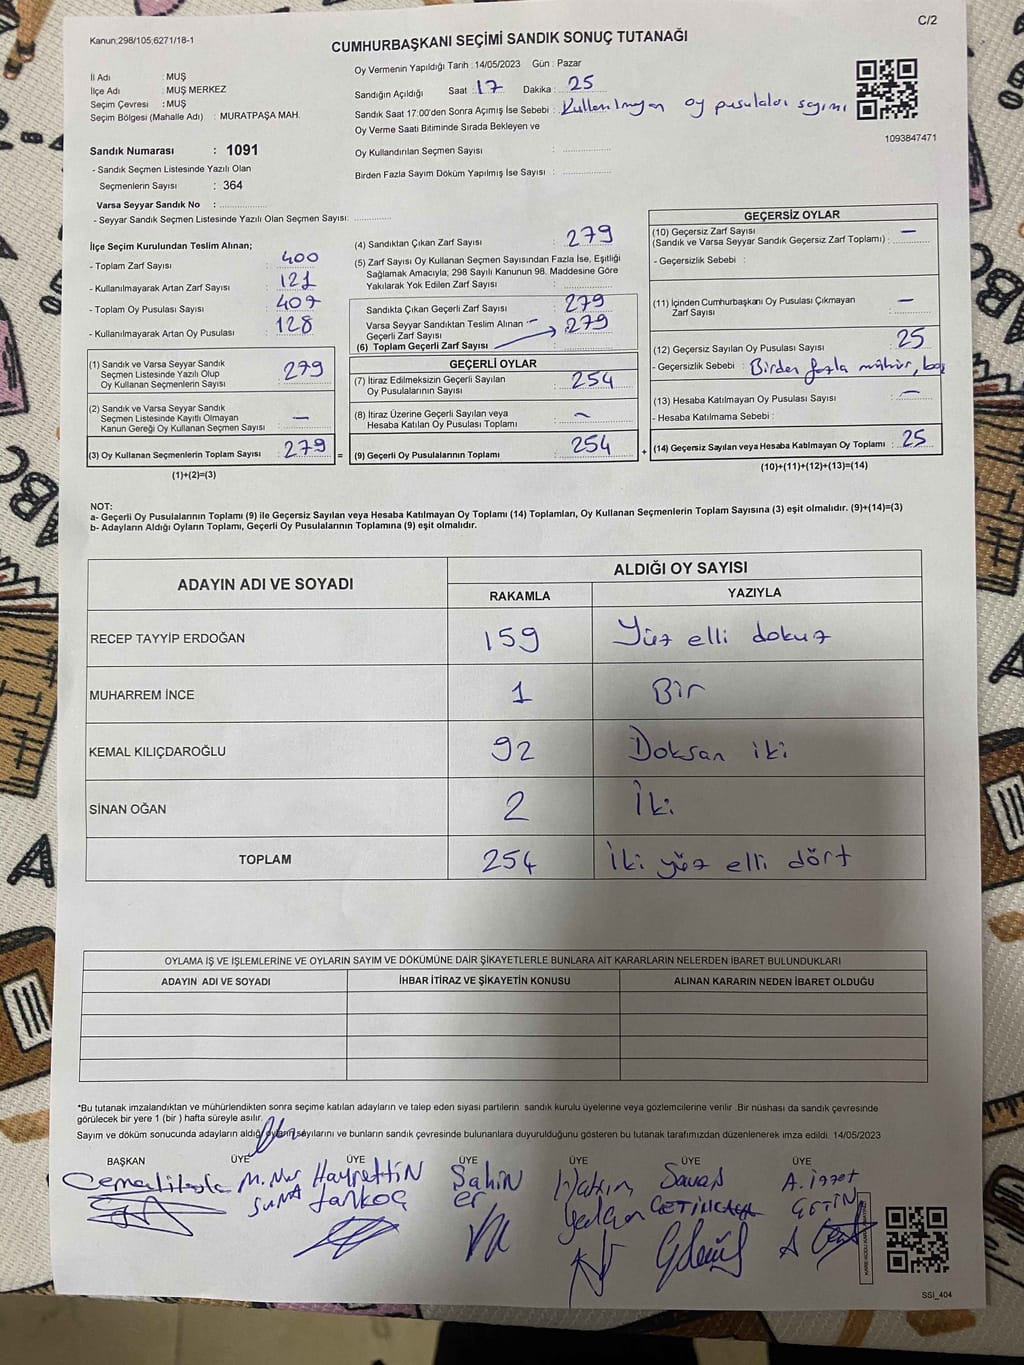 C/2
Kanun;298/105;6271/18-1
CUMHURBAŞKANI SEÇİMİ SANDIK SONUÇ TUTANAĞI
İl Adı : MUŞ
İlçe Adı : MUŞ MERKEZ
Seçim Çevresi : MUŞ
Seçim Bölgesi (Mahalle Adı) : MURATPAŞA MAH.
Oy Vermenin Yapıldığı Tarih : 14/05/2023 Gün : Pazar
Sandığın Açıldığı Saat : 17 Dakika : 25
Sandık Saat 17:00'den Sonra Açımış İse Sebebi : Kullanılmayan oy pusulaları sayımı
Oy Verme Saati Bitiminde Sırada Bekleyen ve
Oy Kullandırılan Seçmen Sayısı :
Birden Fazla Sayım Döküm Yapılmış İse Sayısı :
1093847471
Sandık Numarası : 1091
- Sandık Seçmen Listesinde Yazılı Olan
Seçmenlerin Sayısı : 364
Varsa Seyyar Sandık No :
- Seyyar Sandık Seçmen Listesinde Yazılı Olan Seçmen Sayısı:
İlçe Seçim Kurulundan Teslim Alınan;
- Toplam Zarf Sayısı : 400
- Kullanılmayarak Artan Zarf Sayısı : 121
- Toplam Oy Pusulası Sayısı : 407
- Kullanılmayarak Artan Oy Pusulası : 128
(1) Sandık ve Varsa Seyyar Sandık
Seçmen Listesinde Yazılı Olup
Oy Kullanan Seçmenlerin Sayısı : 279
(2) Sandık ve Varsa Seyyar Sandık
Seçmen Listesinde Kayıtlı Olmayan
Kanun Gereği Oy Kullanan Seçmen Sayısı : —
(3) Oy Kullanan Seçmenlerin Toplam Sayısı : 279
(1)+(2)=(3)
(4) Sandıktan Çıkan Zarf Sayısı : 279
(5) Zarf Sayısı Oy Kullanan Seçmen Sayısından Fazla İse, Eşitliği
Sağlamak Amacıyla; 298 Sayılı Kanunun 98. Maddesine Göre
Yakılarak Yok Edilen Zarf Sayısı :
Sandıkta Çıkan Geçerli Zarf Sayısı : 279
Varsa Seyyar Sandıktan Teslim Alınan —
Geçerli Zarf Sayısı
279
(6) Toplam Geçerli Zarf Sayısı :
GEÇERLİ OYLAR
(7) İtiraz Edilmeksizin Geçerli Sayılan
Oy Pusulalarının Sayısı : 254
(8) İtiraz Üzerine Geçerli Sayılan veya
Hesaba Katılan Oy Pusulası Toplamı : —
(9) Geçerli Oy Pusulalarının Toplamı : 254
GEÇERSİZ OYLAR
(10) Geçersiz Zarf Sayısı
(Sandık ve Varsa Seyyar Sandık Geçersiz Zarf Toplamı) : —
- Geçersizlik Sebebi :
(11) İçinden Cumhurbaşkanı Oy Pusulası Çıkmayan
Zarf Sayısı : —
(12) Geçersiz Sayılan Oy Pusulası Sayısı : 25
- Geçersizlik Sebebi : Birden fazla mühür, boş
(13) Hesaba Katılmayan Oy Pusulası Sayısı : —
- Hesaba Katılmama Sebebi :
(14) Geçersiz Sayılan veya Hesaba Katılmayan Oy Toplamı : 25
(10)+(11)+(12)+(13)=(14)
NOT:
a- Geçerli Oy Pusulalarının Toplamı (9) ile Geçersiz Sayılan veya Hesaba Katılmayan Oy Toplamı (14) Toplamları, Oy Kullanan Seçmenlerin Toplam Sayısına (3) eşit olmalıdır. (9)+(14)=(3)
b- Adayların Aldığı Oyların Toplamı, Geçerli Oy Pusulalarının Toplamına (9) eşit olmalıdır.
ADAYIN ADI VE SOYADI
ALDIĞI OY SAYISI
RAKAMLA YAZIYLA
RECEP TAYYİP ERDOĞAN 159 Yüz elli dokuz
MUHARREM İNCE 1 Bir
KEMAL KILIÇDAROĞLU 92 Doksan iki
SİNAN OĞAN 2 İki
TOPLAM 254 İki yüz elli dört
OYLAMA İŞ VE İŞLEMLERİNE VE OYLARIN SAYIM VE DÖKÜMÜNE DAİR ŞİKAYETLERLE BUNLARA AİT KARARLARIN NELERDEN İBARET BULUNDUKLARI
ADAYIN ADI VE SOYADI İHBAR İTİRAZ VE ŞİKAYETİN KONUSU ALINAN KARARIN NEDEN İBARET OLDUĞU
*Bu tutanak imzalandıktan ve mühürlendikten sonra seçime katılan adayların ve talep eden siyasi partilerin sandık kurulu üyelerine veya gözlemcilerine verilir .Bir nüshası da sandık çevresinde
görülecek bir yere 1 (bir ) hafta süreyle asılır.
Sayım ve döküm sonucunda adayların aldığı oyların sayılarını ve bunların sandık çevresinde bulunanlara duyurulduğunu gösteren bu tutanak tarafımızdan düzenlenerek imza edildi. 14/05/2023
BAŞKAN ÜYE ÜYE ÜYE ÜYE ÜYE
M.Nur Hayrettin Şahin Hakim Savaş A. İzzet
SUNA Tankoç er Yalçın ÇETİNKAYA ÇETİN
SSİ_404